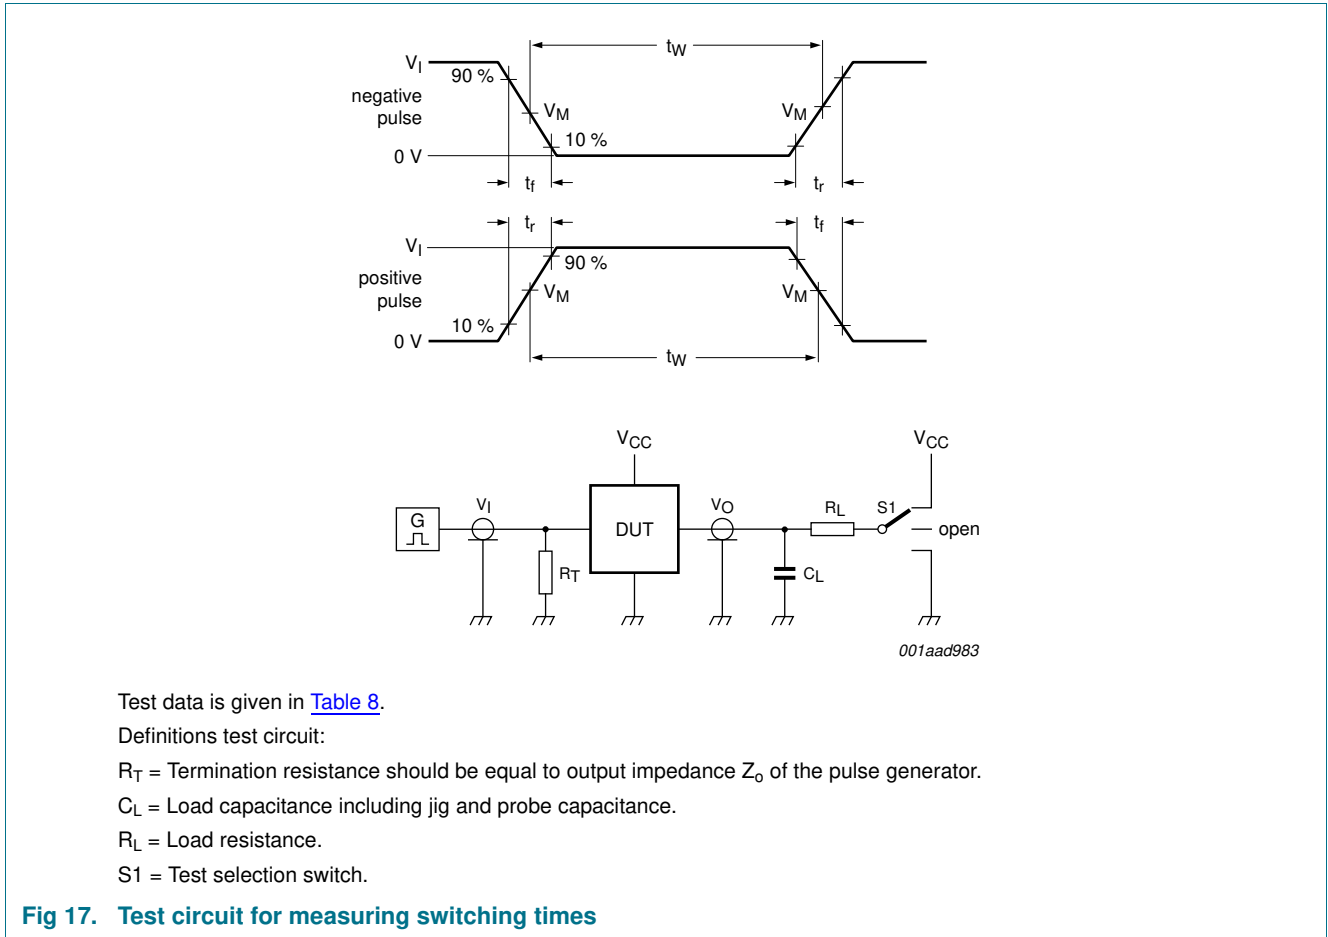 tW
VI
90 %
negative
pulse
VM
VM
10 %
0 V
tf
tr
tr
tf
VI
90 %
positive
pulse
VM
VM
10 %
0 V
tW
VCC
VCC
G
VI
DUT
VO
RL
S1
open
RT
CL
001aad983
Test data is given in Table 8.
Definitions test circuit:
RT = Termination resistance should be equal to output impedance Zo of the pulse generator.
CL = Load capacitance including jig and probe capacitance.
RL = Load resistance.
S1 = Test selection switch.
Fig 17. Test circuit for measuring switching times